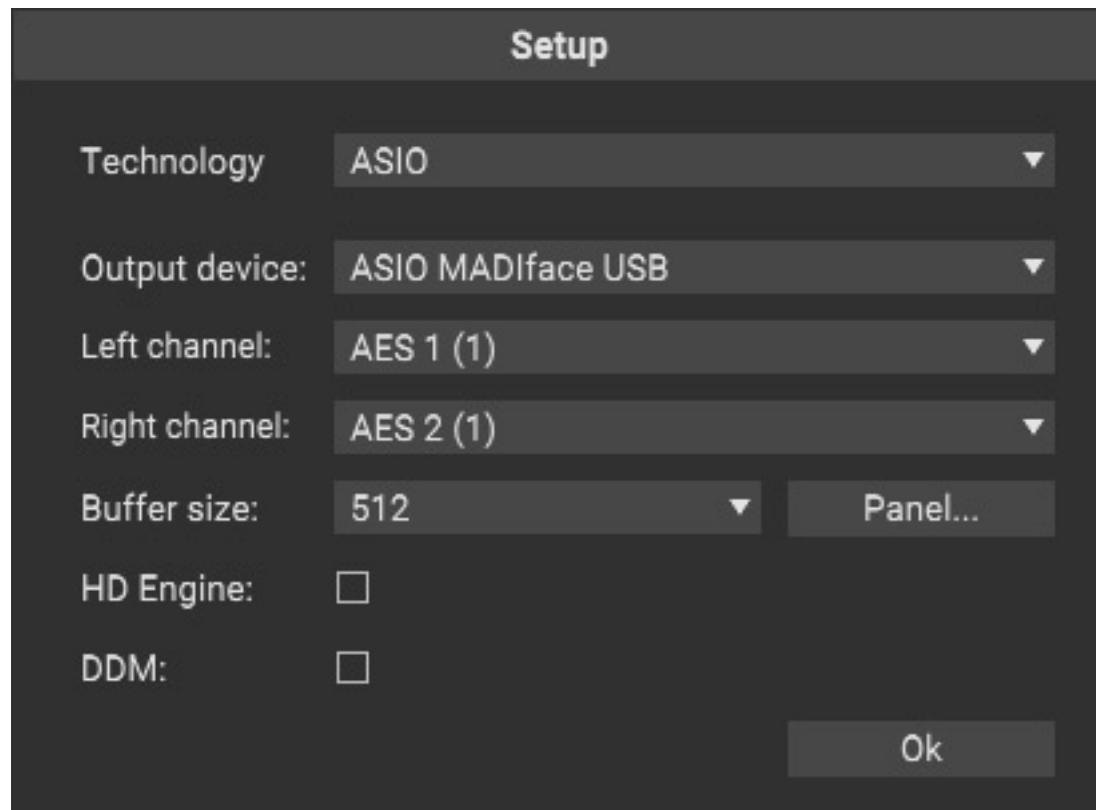 Setup
Technology ASIO
Output device: ASIO MADIface USB
Left channel: AES 1 (1)
Right channel: AES 2 (1)
Buffer size: 512 Panel...
HD Engine:
DDM:
Ok